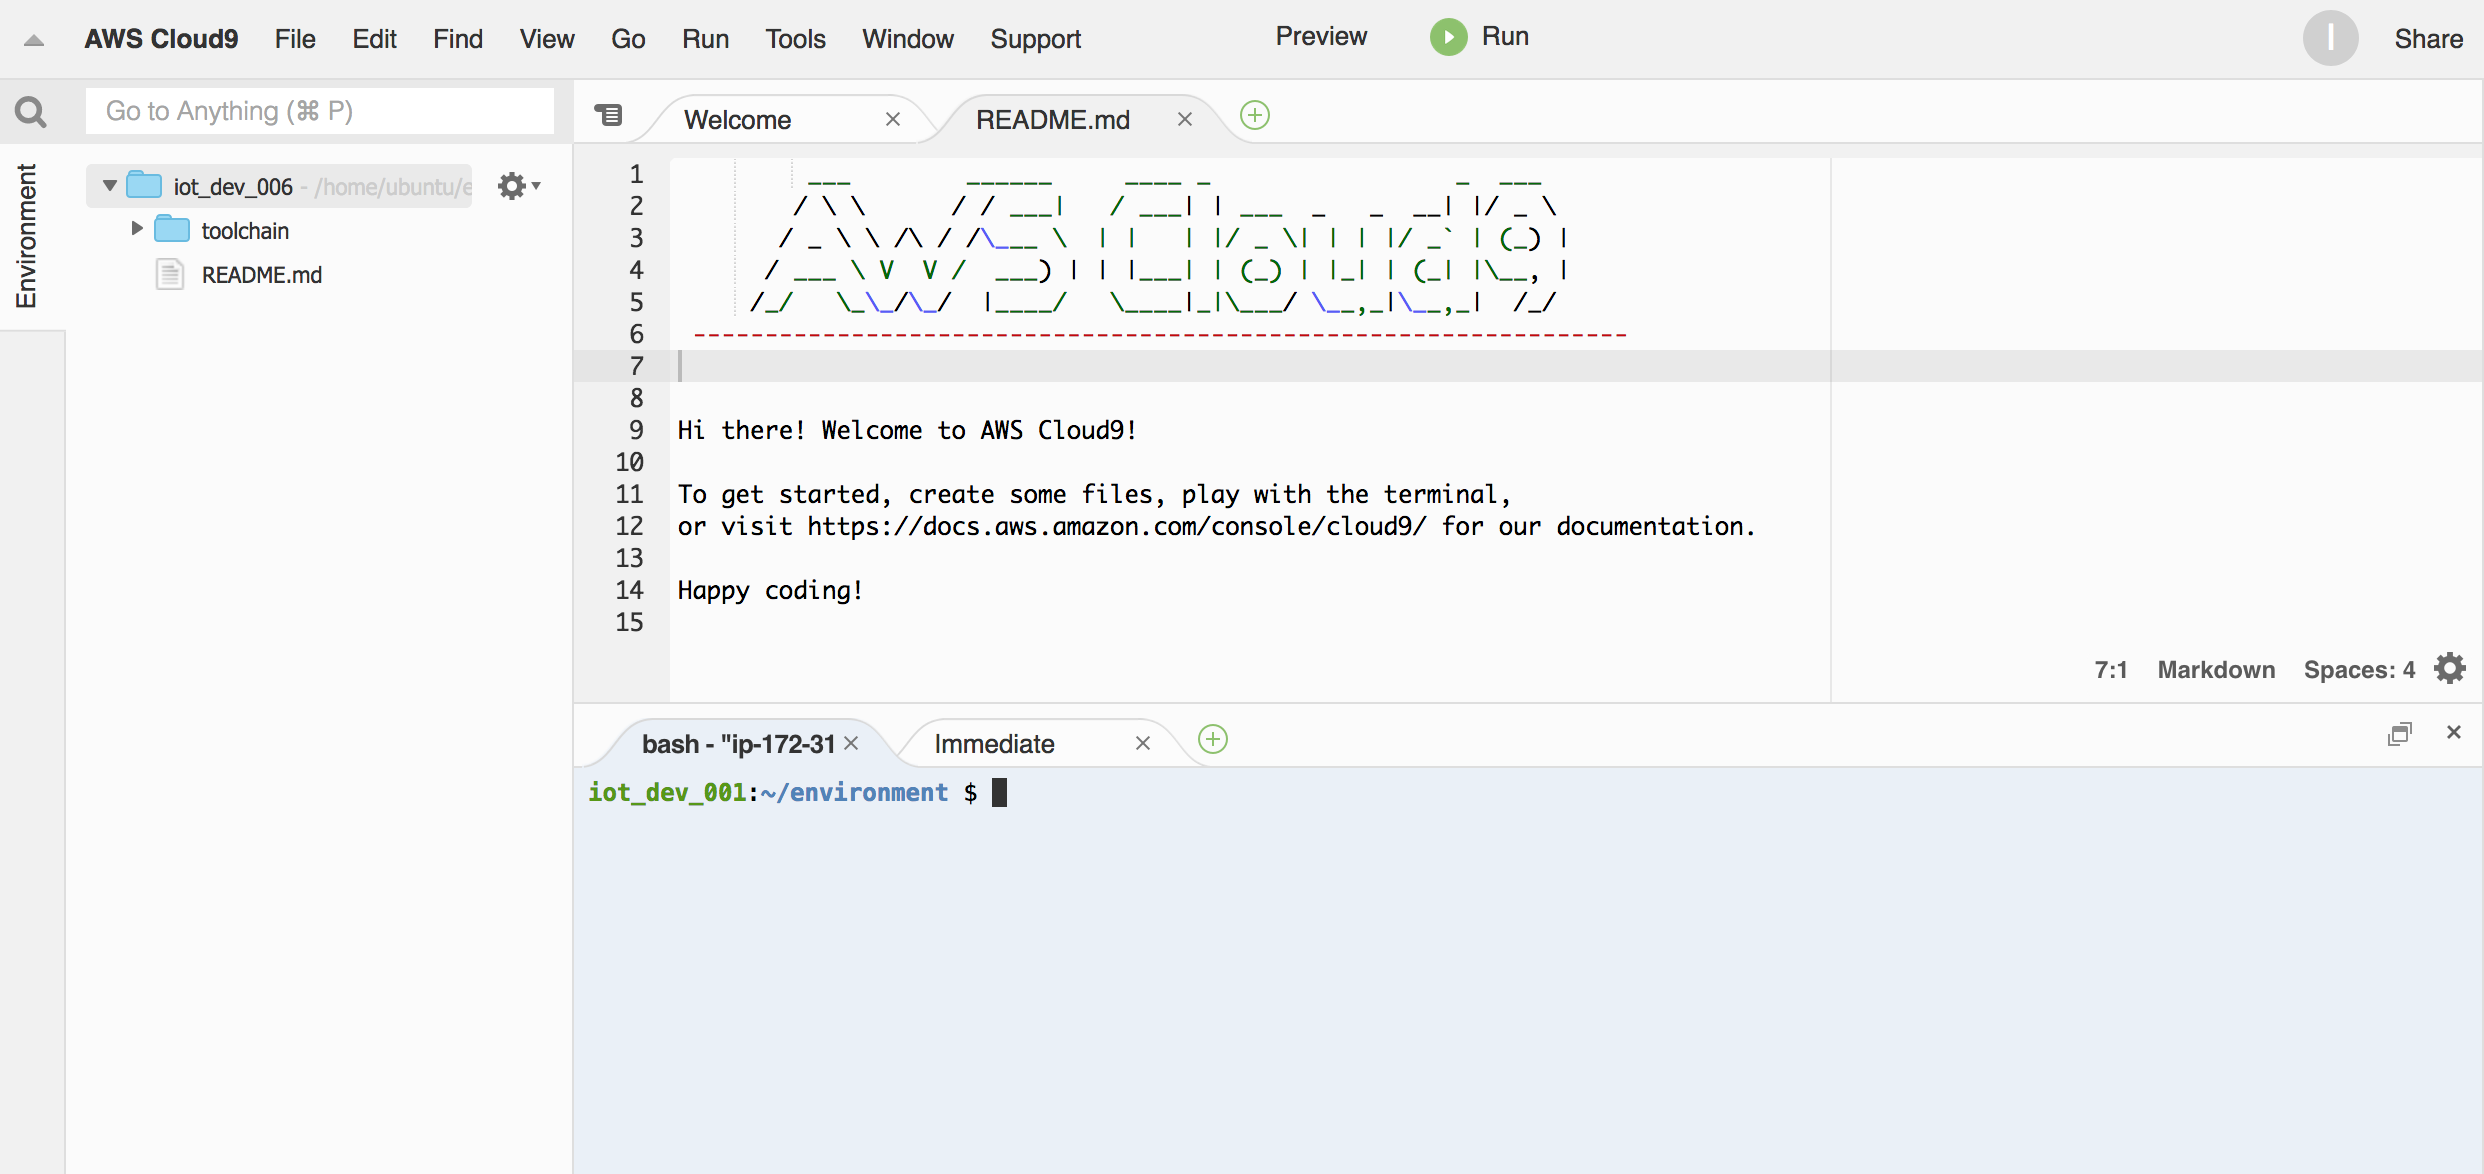 AWS Cloud9 File Edit Find View Go Run Tools Window Support Preview Run I Share
Go to Anything (⌘ P)
Welcome
README.md
Environment
iot_dev_006 - /home/ubuntu/e
toolchain
README.md
1
2
3
4
5
6 -----------------------------------------------------------------
7
8
9 Hi there! Welcome to AWS Cloud9!
10
11 To get started, create some files, play with the terminal,
12 or visit https://docs.aws.amazon.com/console/cloud9/ for our documentation.
13
14 Happy coding!
15
7:1 Markdown Spaces: 4
bash - "ip-172-31
Immediate
iot_dev_001:~/environment $